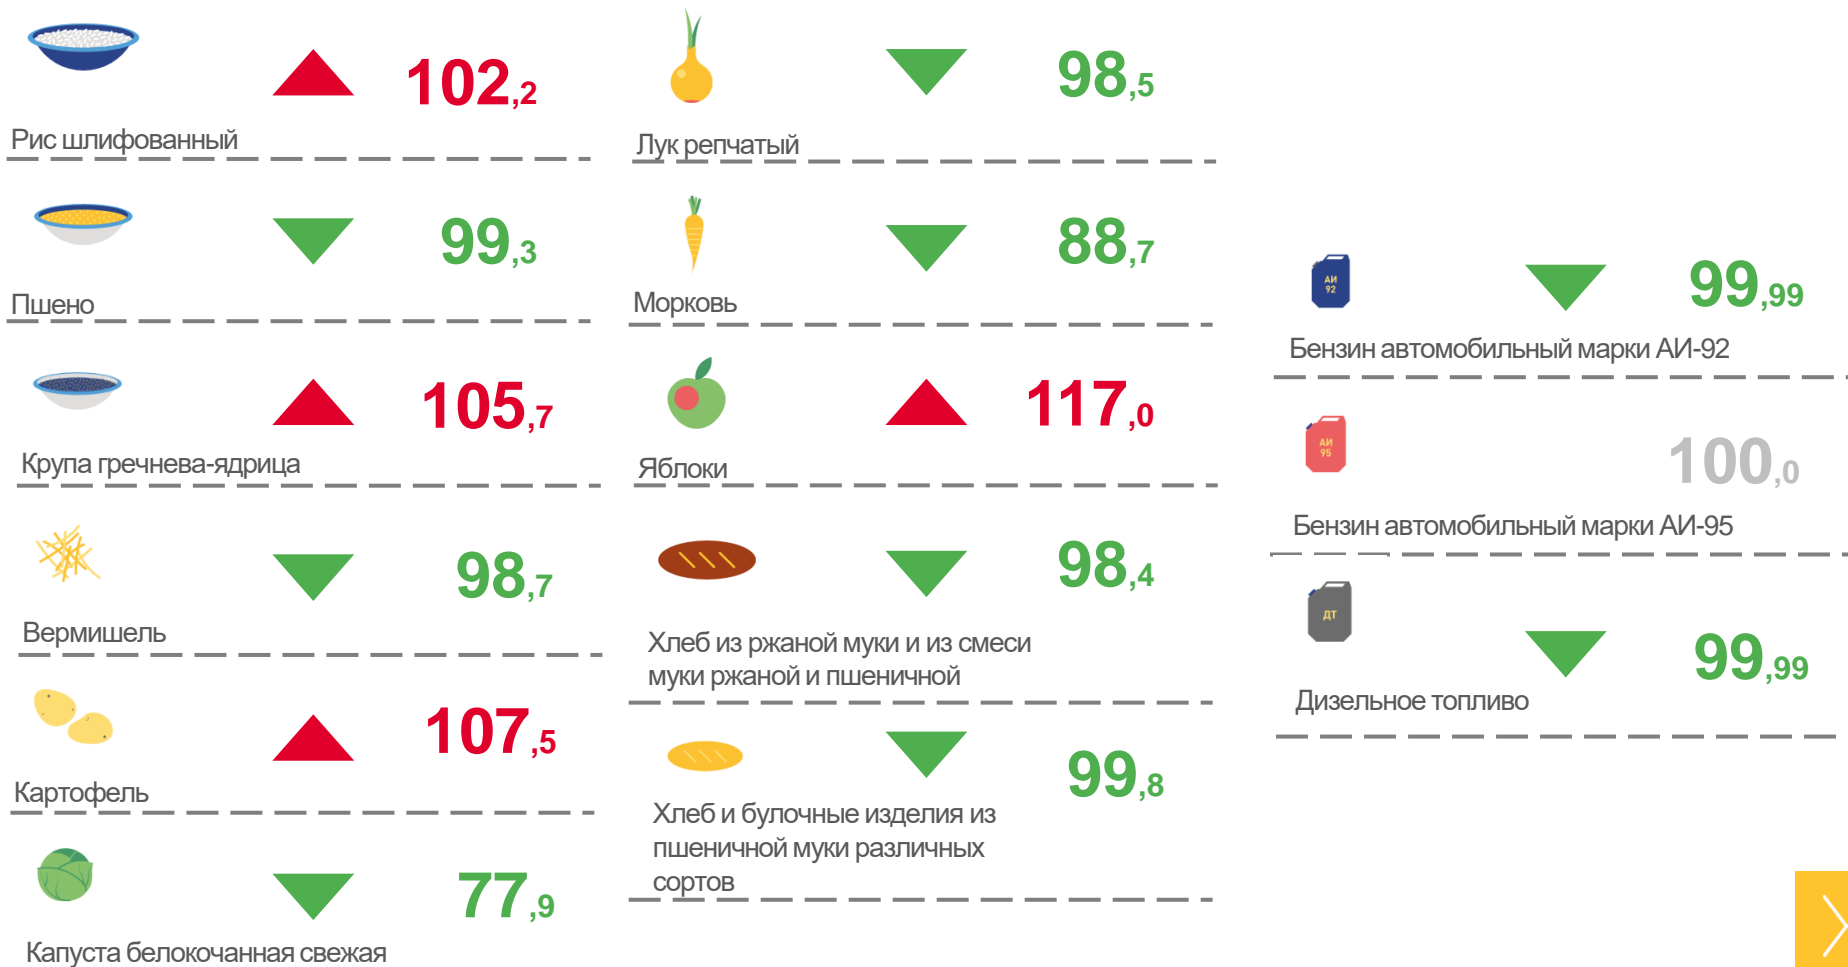 102,2
Рис шлифованный
99,3
Пшено
105,7
Крупа гречнева-ядрица
98,7
Вермишель
107,5
Картофель
77,9
Капуста белокочанная свежая
98,5
Лук репчатый
88,7
Морковь
117,0
Яблоки
98,4
Хлеб из ржаной муки и из смеси
муки ржаной и пшеничной
99,8
Хлеб и булочные изделия из
пшеничной муки различных
сортов
АИ
92
99,99
Бензин автомобильный марки АИ-92
АИ
95
100,0
Бензин автомобильный марки АИ-95
ДТ
99,99
Дизельное топливо